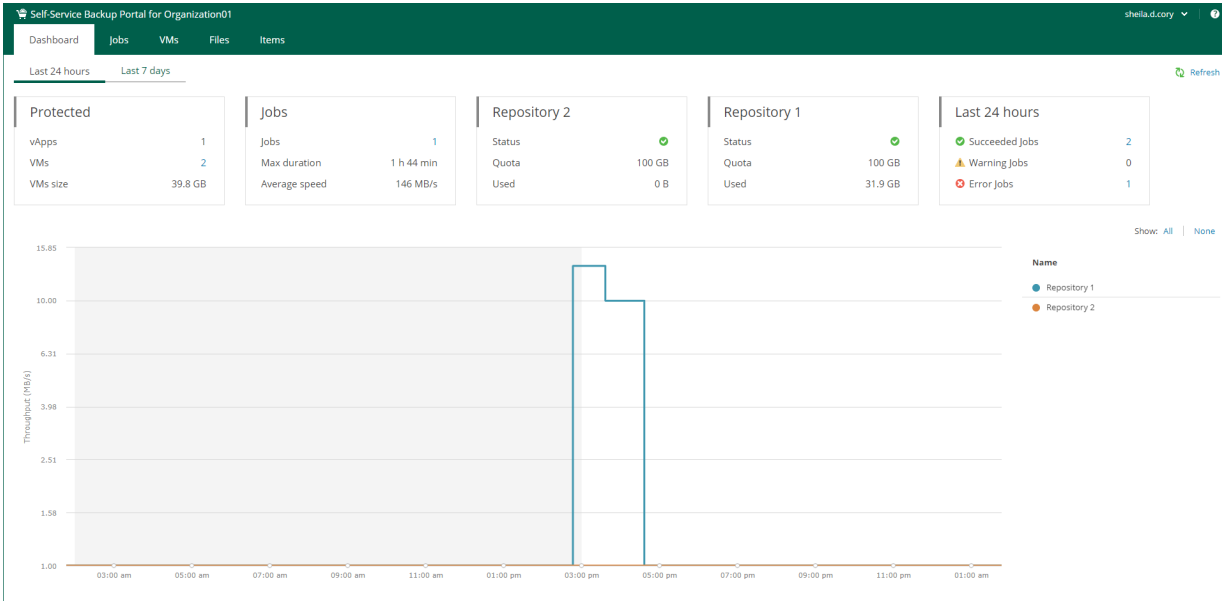 Self-Service Backup Portal for Organization01
sheila.d.cory
?
Dashboard Jobs VMs Files Items
Last 24 hours Last 7 days
Refresh
Protected
vApps 1
VMs 2
VMs size 39.8 GB
Jobs
Jobs 1
Max duration 1 h 44 min
Average speed 146 MB/s
Repository 2
Status
Quota 100 GB
Used 0 B
Repository 1
Status
Quota 100 GB
Used 31.9 GB
Last 24 hours
Succeeded Jobs 2
Warning Jobs 0
Error Jobs 1
Show: All | None
Name
Repository 1
Repository 2
Throughput (MB/s)
15.85
10.00
6.31
3.98
2.51
1.58
1.00
03:00 am 05:00 am 07:00 am 09:00 am 11:00 am 01:00 pm 03:00 pm 05:00 pm 07:00 pm 09:00 pm 11:00 pm 01:00 am